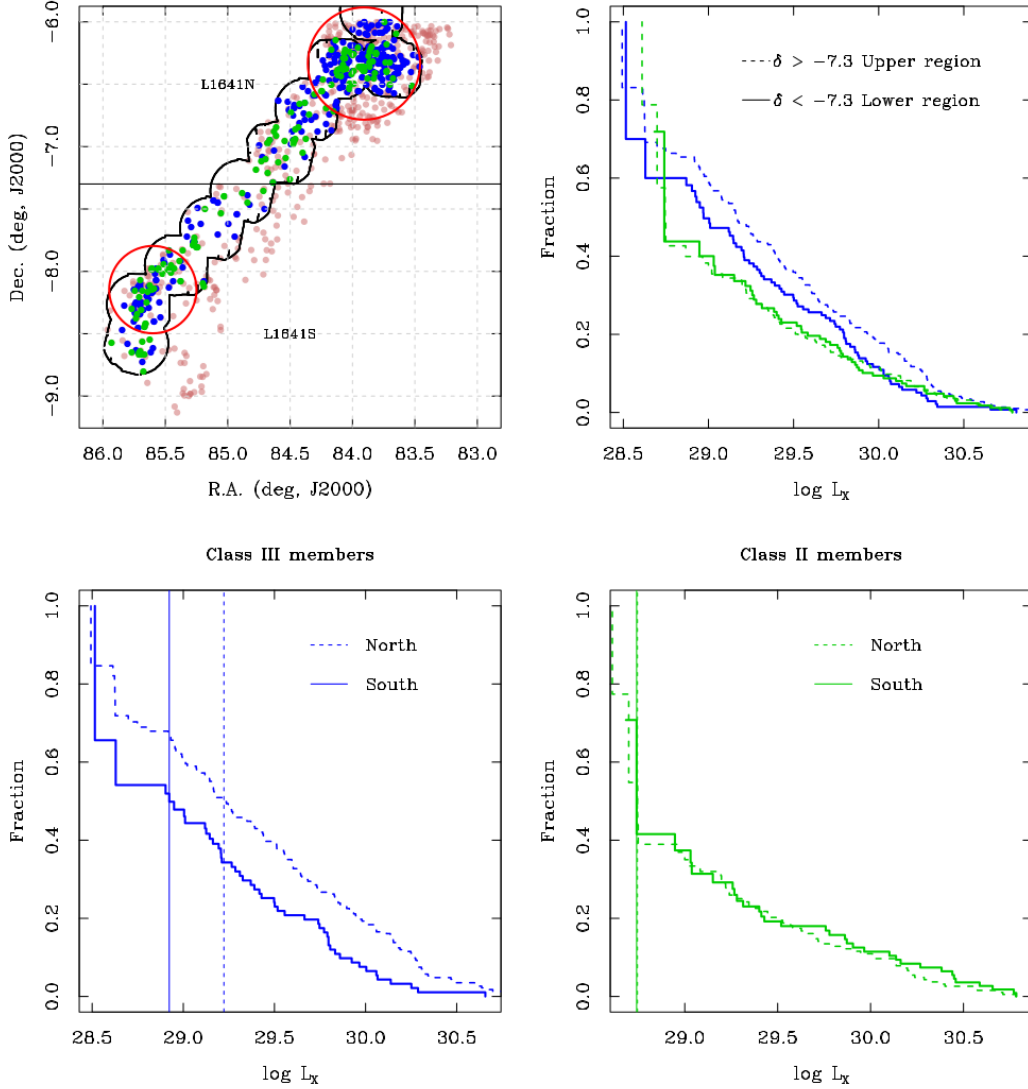 −6.0
−7.0
−8.0
−9.0
Dec. (deg, J2000)
L1641N
L1641S
86.0 85.5 85.0 84.5 84.0 83.5 83.0
R.A. (deg, J2000)
1.0
0.8
0.6
0.4
0.2
0.0
Fraction
δ > −7.3 Upper region
δ < −7.3 Lower region
28.5 29.0 29.5 30.0 30.5
log LX
Class III members
1.0
0.8
0.6
0.4
0.2
0.0
Fraction
North
South
28.5 29.0 29.5 30.0 30.5
log LX
Class II members
1.0
0.8
0.6
0.4
0.2
0.0
Fraction
North
South
29.0 29.5 30.0 30.5
log LX